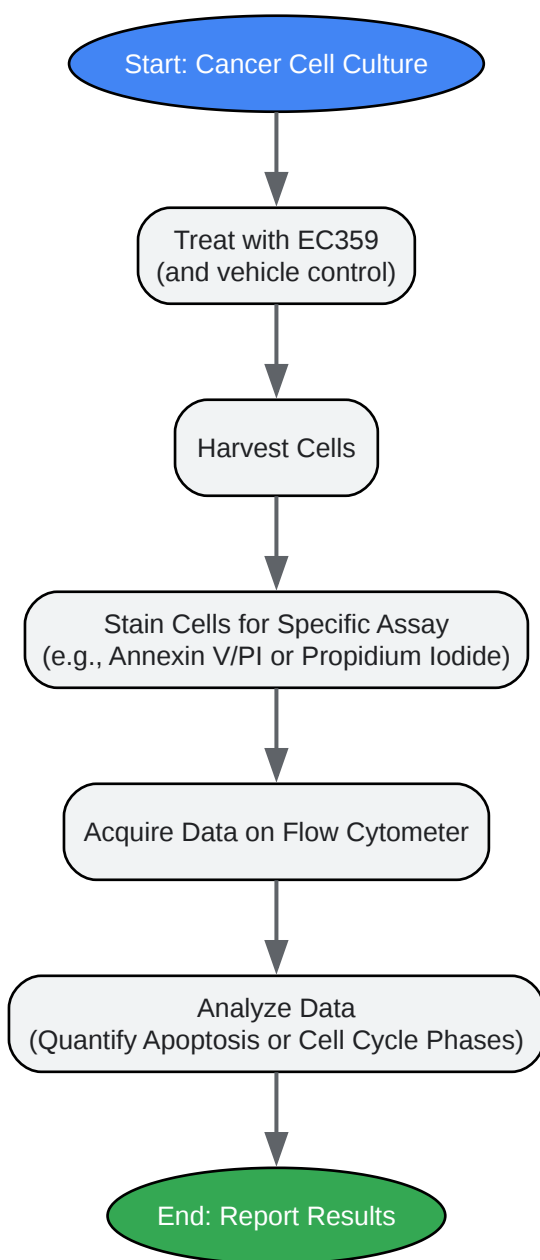 Start: Cancer Cell Culture
Treat with EC359
(and vehicle control)
Harvest Cells
Stain Cells for Specific Assay
(e.g., Annexin V/PI or Propidium Iodide)
Acquire Data on Flow Cytometer
Analyze Data
(Quantify Apoptosis or Cell Cycle Phases)
End: Report Results